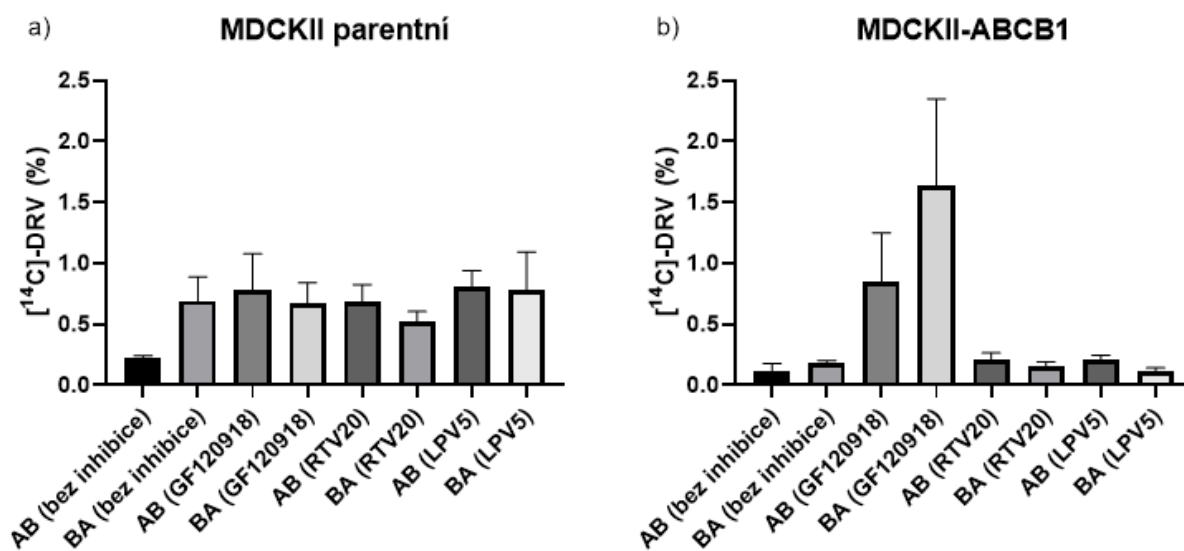 a)
MDCKII parentní
[¹⁴C]-DRV (%)
2.5
2.0
1.5
1.0
0.5
0.0
AB (bez inhibice)
BA (bez inhibice)
AB (GF120918)
BA (GF120918)
AB (RTV20)
BA (RTV20)
AB (LPV5)
BA (LPV5)
b)
MDCKII-ABCB1
[¹⁴C]-DRV (%)
2.5
2.0
1.5
1.0
0.5
0.0
AB (bez inhibice)
BA (bez inhibice)
AB (GF120918)
BA (GF120918)
AB (RTV20)
BA (RTV20)
AB (LPV5)
BA (LPV5)